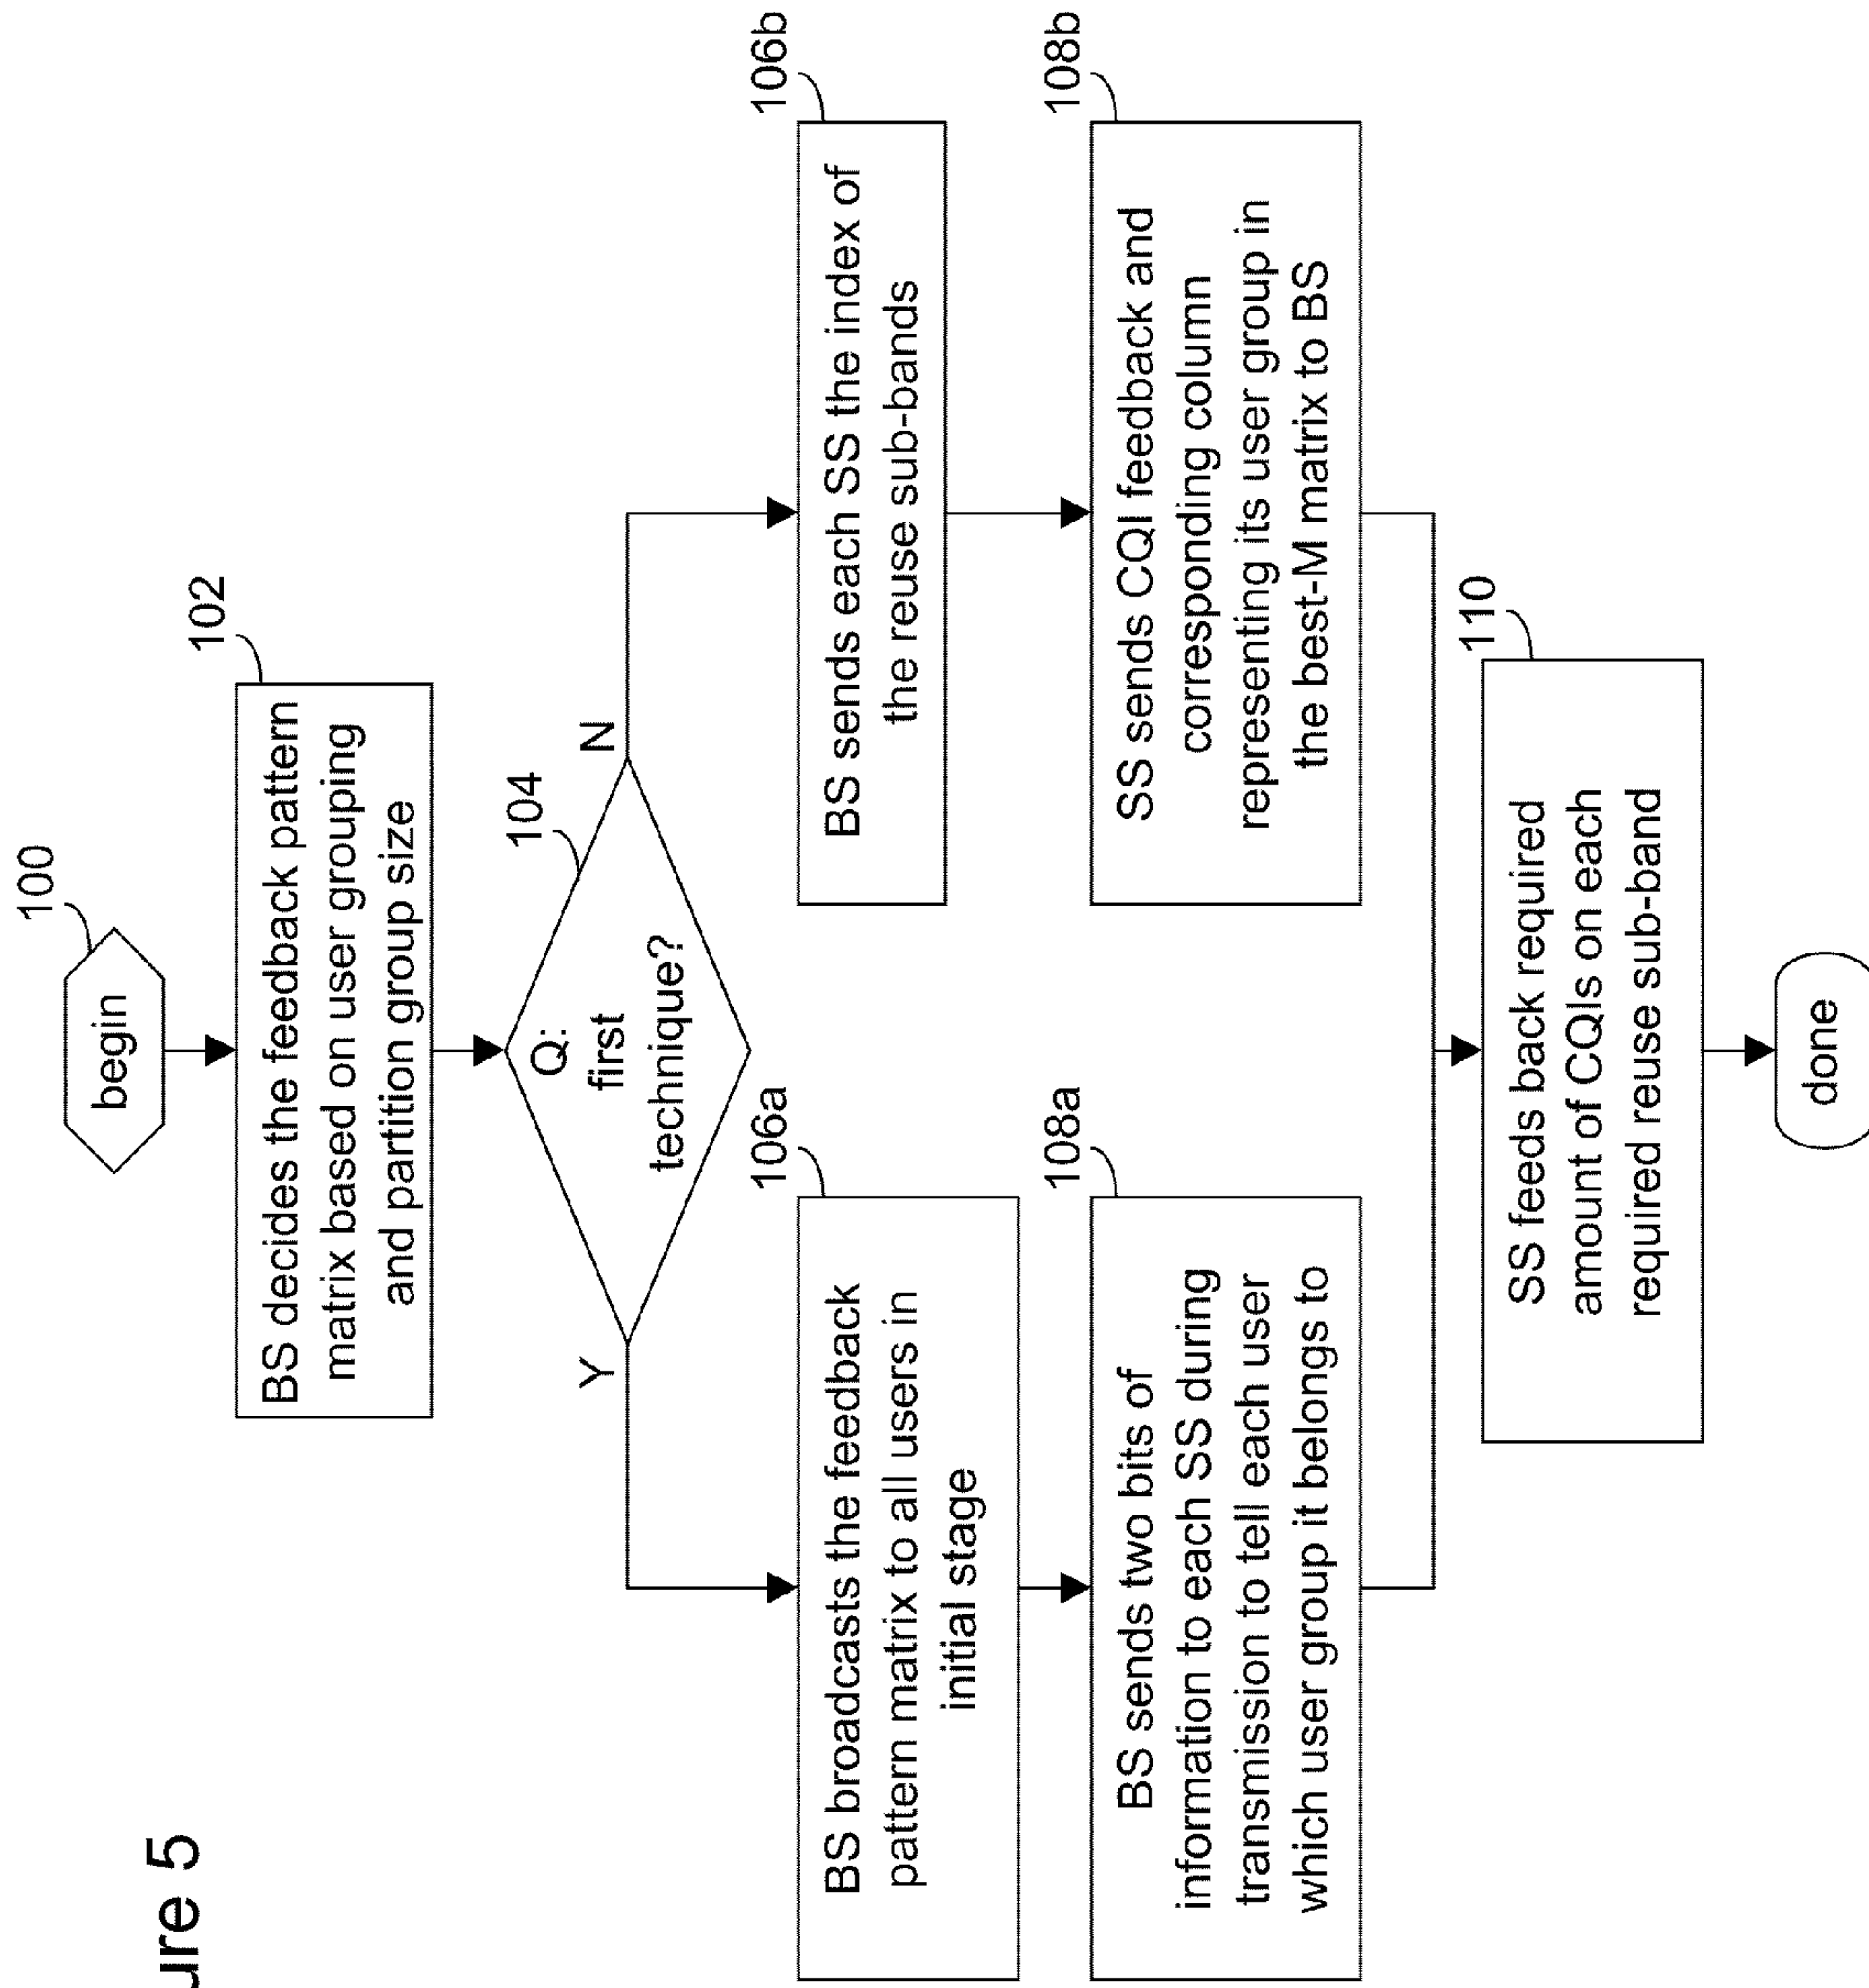 ure 5
100
begin
102
BS decides the feedback pattern
matrix based on user grouping
and partition group size
104
Q:
first
technique?
Y
N
106a
BS broadcasts the feedback
pattern matrix to all users in
initial stage
106b
BS sends each SS the index of
the reuse sub-bands
108a
BS sends two bits of
information to each SS during
transmission to tell each user
which user group it belongs to
108b
SS sends CQI feedback and
corresponding column
representing its user group in
the best-M matrix to BS
110
SS feeds back required
amount of CQIs on each
required reuse sub-band
done